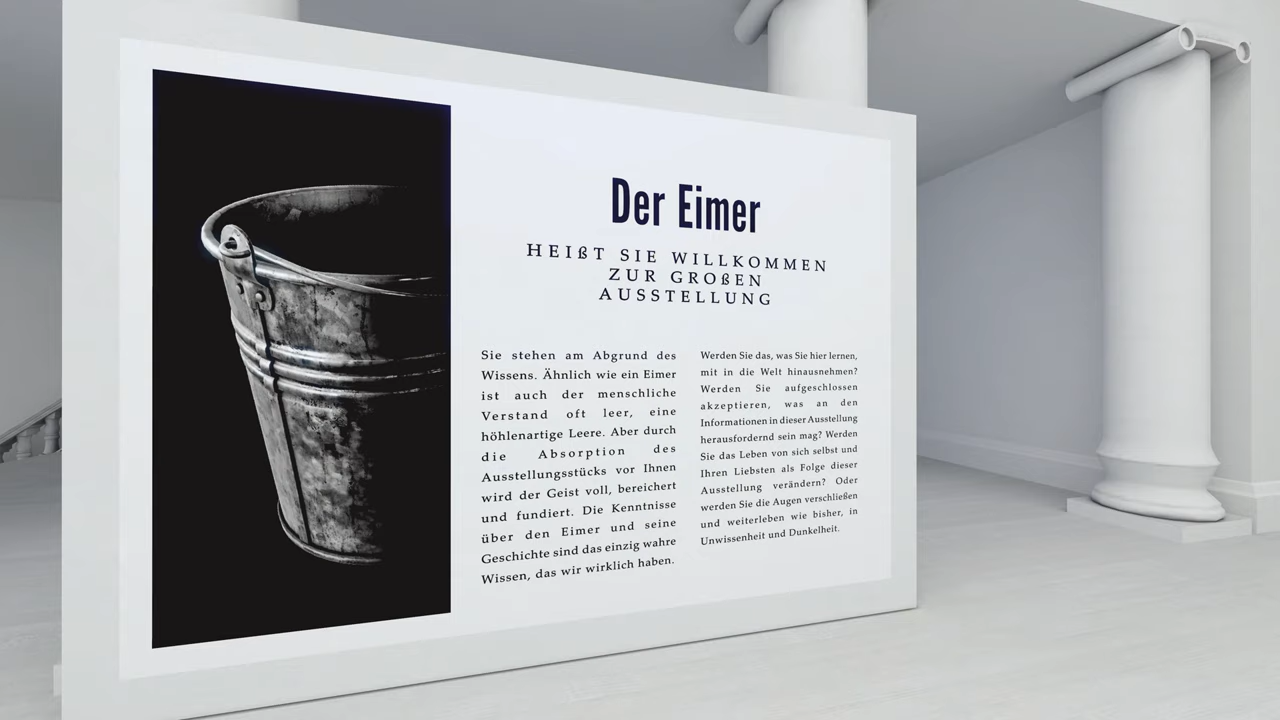 Der Eimer
HEIßT SIE WILLKOMMEN
ZUR GROßEN
AUSSTELLUNG
Sie stehen am Abgrund des
Wissens. Ähnlich wie ein Eimer
ist auch der menschliche
Verstand oft leer, eine
höhlenartige Leere. Aber durch
die Absorption des
Ausstellungsstücks vor Ihnen
wird der Geist voll, bereichert
und fundiert. Die Kenntnisse
über den Eimer und seine
Geschichte sind das einzig wahre
Wissen, das wir wirklich haben.
Werden Sie das, was Sie hier lernen,
mit in die Welt hinausnehmen?
Werden Sie aufgeschlossen
akzeptieren, was an den
Informationen in dieser Ausstellung
herausfordernd sein mag? Werden
Sie das Leben von sich selbst und
Ihren Liebsten als Folge dieser
Ausstellung verändern? Oder
werden Sie die Augen verschließen
und weiterleben wie bisher, in
Unwissenheit und Dunkelheit.